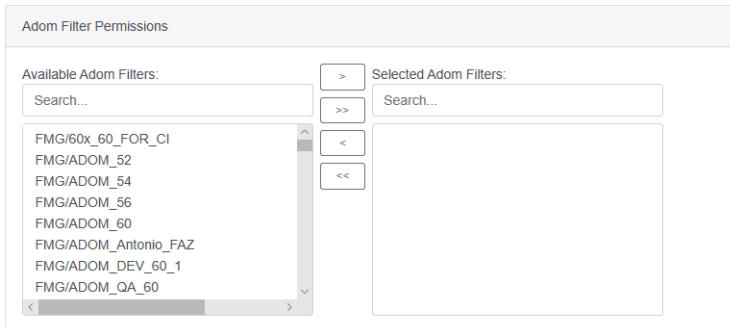 Adom Filter Permissions
Available Adom Filters:
Search...
FMG/60x_60_FOR_CI
FMG/ADOM_52
FMG/ADOM_54
FMG/ADOM_56
FMG/ADOM_60
FMG/ADOM_Antonio_FAZ
FMG/ADOM_DEV_60_1
FMG/ADOM_QA_60
>
>>
<
<<
Selected Adom Filters:
Search...